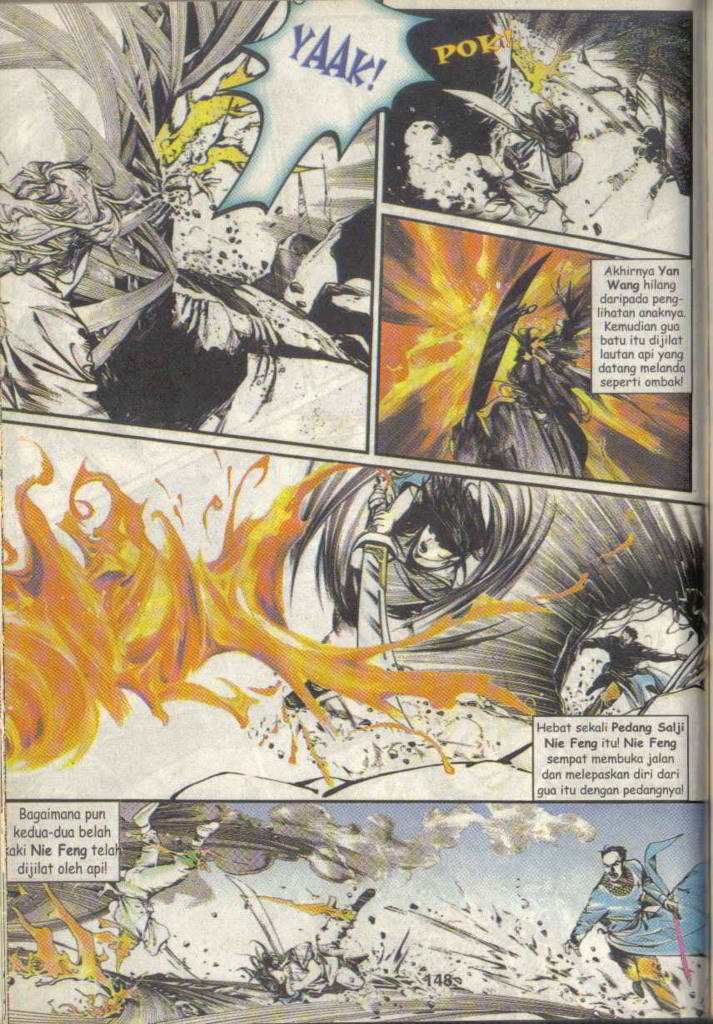 YAAK!
POK!
Akhirnya Yan
Wang hilang
daripada peng-
lihatan anaknya.
Kemudian gua
batu itu dijilat
lautan api yang
datang melanda
seperti ombak!
Hebat sekali Pedang Salji
Nie Feng itu! Nie Feng
sempat membuka jalan
dan melepaskan diri dari
gua itu dengan pedangnya!
Bagaimana pun
kedua-dua belah
kaki Nie Feng telah
dijilat oleh api!
148